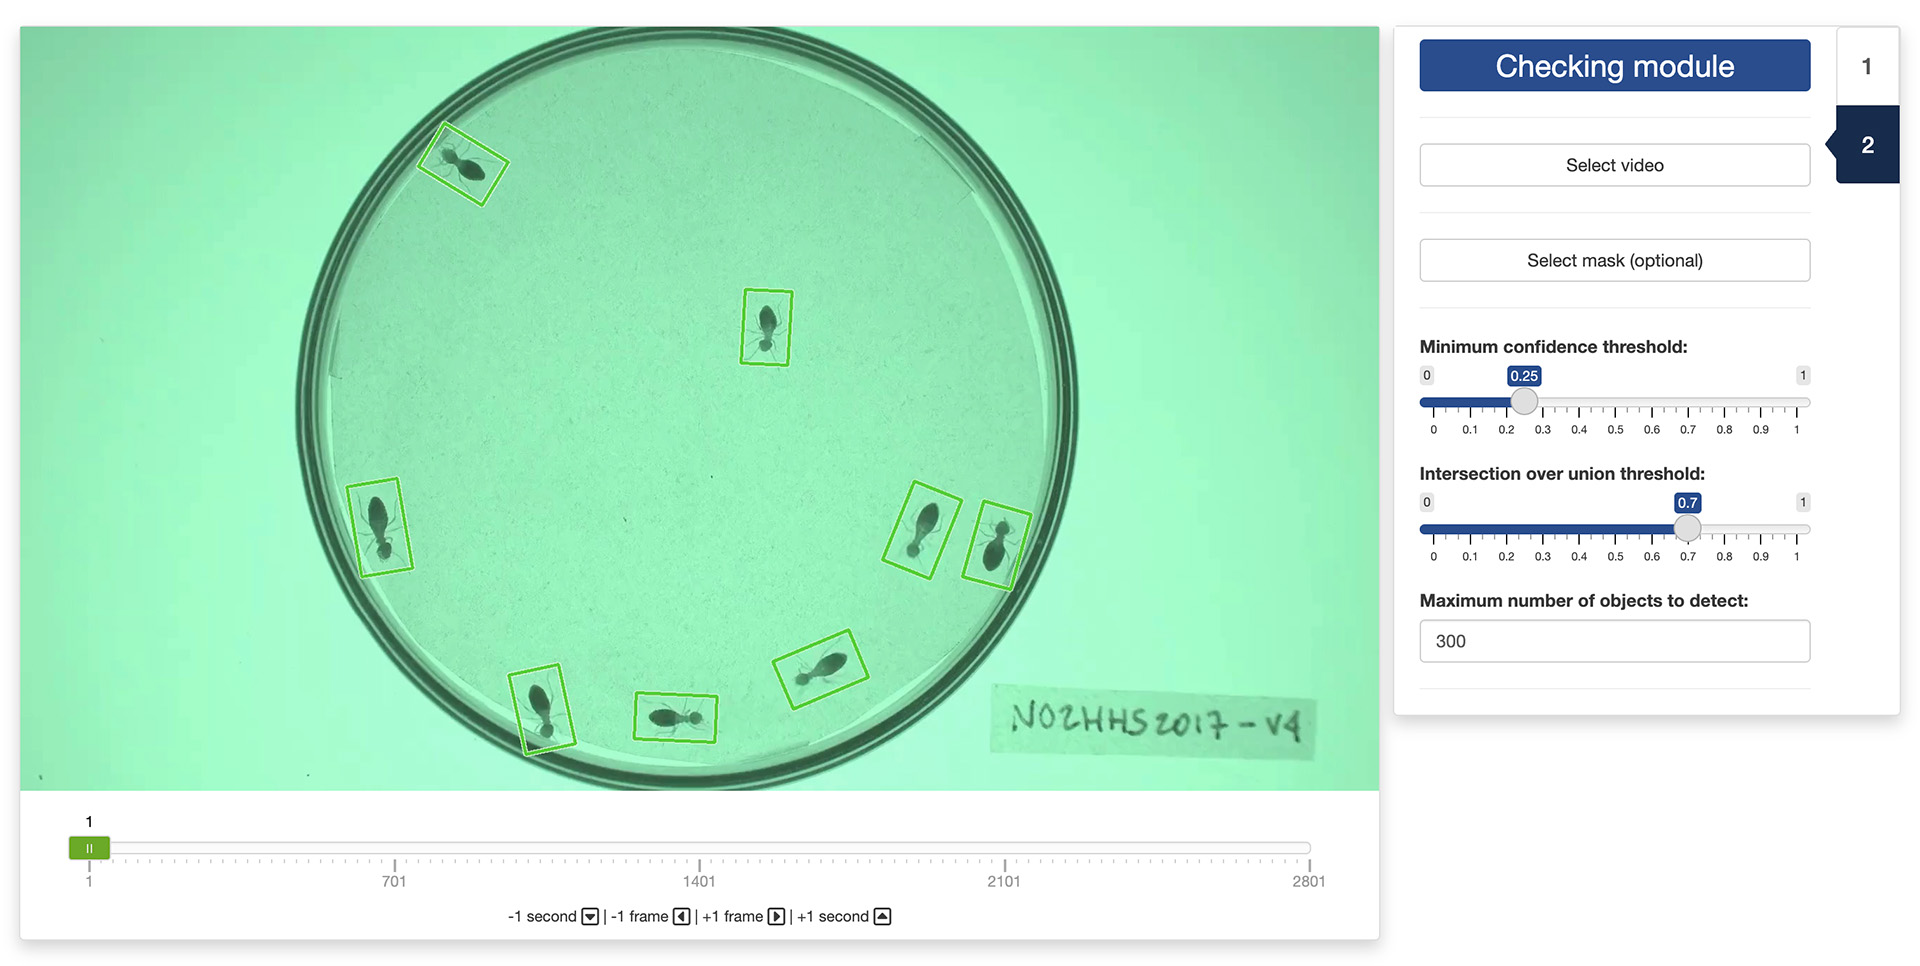 Checking module
1
2
Select video
Select mask (optional)
Minimum confidence threshold:
0 0.25 1
0 0.1 0.2 0.3 0.4 0.5 0.6 0.7 0.8 0.9 1
Intersection over union threshold:
0 0.7 1
0 0.1 0.2 0.3 0.4 0.5 0.6 0.7 0.8 0.9 1
Maximum number of objects to detect:
300
NO2HHS2017-V4
1
1 701 1401 2101 2801
-1 second | -1 frame | +1 frame | +1 second